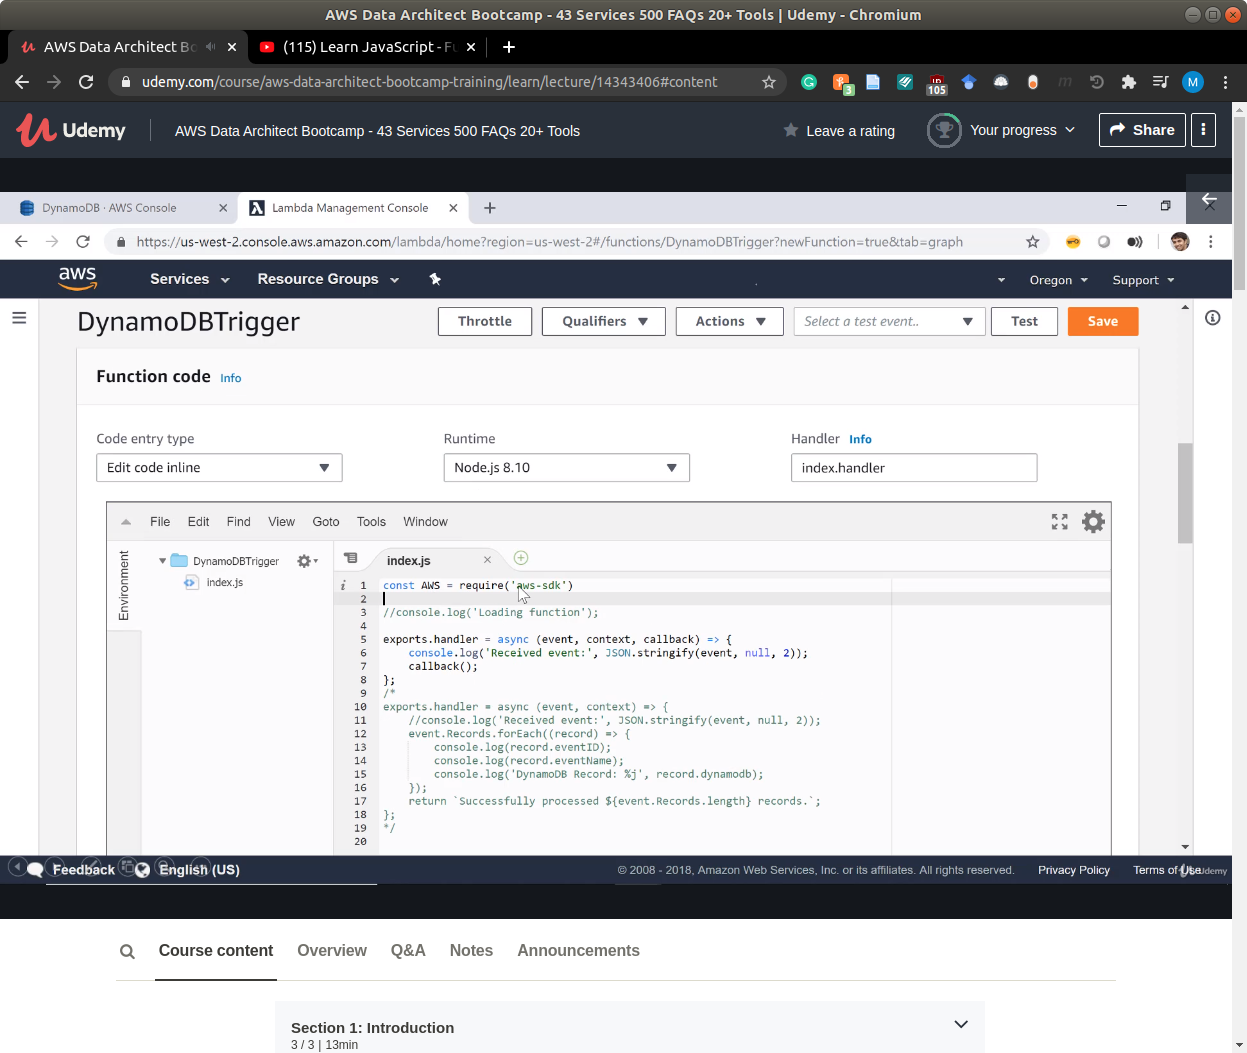 AWS Data Architect Bootcamp - 43 Services 500 FAQs 20+ Tools | Udemy - Chromium
AWS Data Architect Bo
(115) Learn JavaScript - Fu
udemy.com/course/aws-data-architect-bootcamp-training/learn/lecture/14343406#content
3
105
M
Udemy
AWS Data Architect Bootcamp - 43 Services 500 FAQs 20+ Tools
Leave a rating
Your progress
Share
DynamoDB · AWS Console
Lambda Management Console
https://us-west-2.console.aws.amazon.com/lambda/home?region=us-west-2#/functions/DynamoDBTrigger?newFunction=true&tab=graph
aws
Services
Resource Groups
Oregon
Support
DynamoDBTrigger
Throttle
Qualifiers
Actions
Select a test event..
Test
Save
Function code Info
Code entry type
Runtime
Handler Info
Edit code inline
Node.js 8.10
index.handler
File Edit Find View Goto Tools Window
Environment
DynamoDBTrigger
index.js
index.js
1 const AWS = require('aws-sdk')
2
3 //console.log('Loading function');
4
5 exports.handler = async (event, context, callback) => {
6 console.log('Received event:', JSON.stringify(event, null, 2));
7 callback();
8 };
9 /*
10 exports.handler = async (event, context) => {
11 //console.log('Received event:', JSON.stringify(event, null, 2));
12 event.Records.forEach((record) => {
13 console.log(record.eventID);
14 console.log(record.eventName);
15 console.log('DynamoDB Record: %j', record.dynamodb);
16 });
17 return `Successfully processed ${event.Records.length} records.`;
18 };
19 */
20
Feedback
English (US)
© 2008 - 2018, Amazon Web Services, Inc. or its affiliates. All rights reserved.
Privacy Policy
Terms of Use
Udemy
Course content
Overview
Q&A
Notes
Announcements
Section 1: Introduction
3 / 3 | 13min